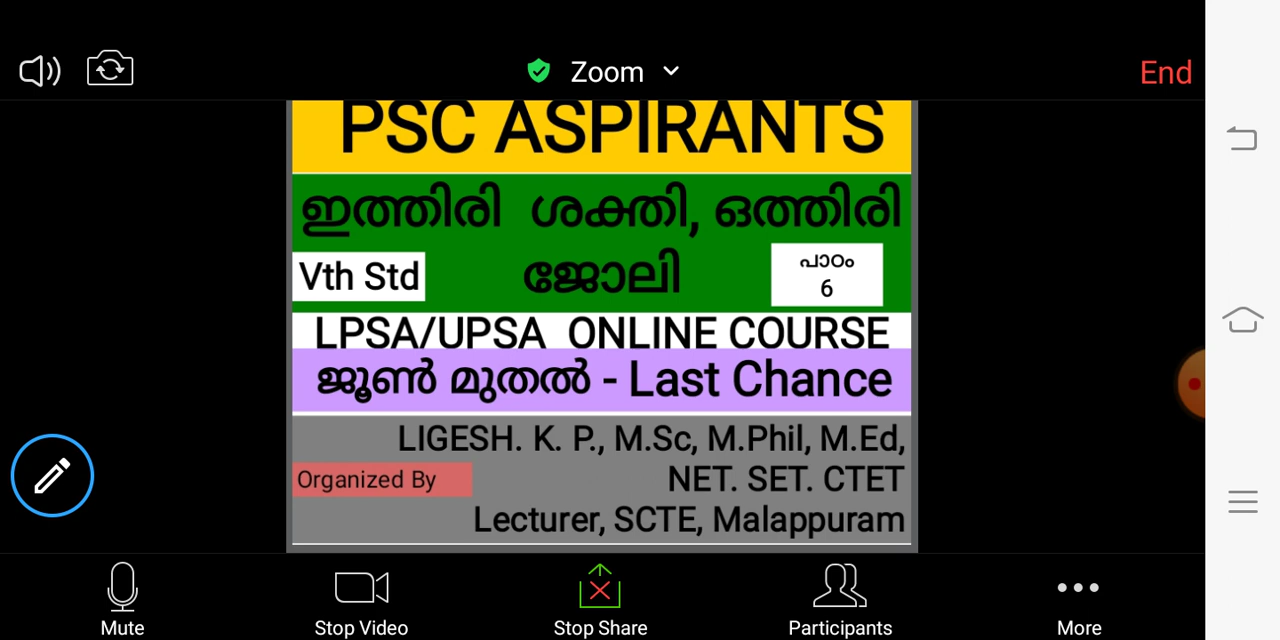 Zoom
End
PSC ASPIRANTS
ഇത്തിരി ശക്തി, ഒത്തിരി
Vth Std
ജോലി
പാഠം
6
LPSA/UPSA ONLINE COURSE
ജൂൺ മുതൽ - Last Chance
LIGESH. K. P., M.Sc, M.Phil, M.Ed,
Organized By
NET. SET. CTET
Lecturer, SCTE, Malappuram
Mute
Stop Video
Stop Share
Participants
More